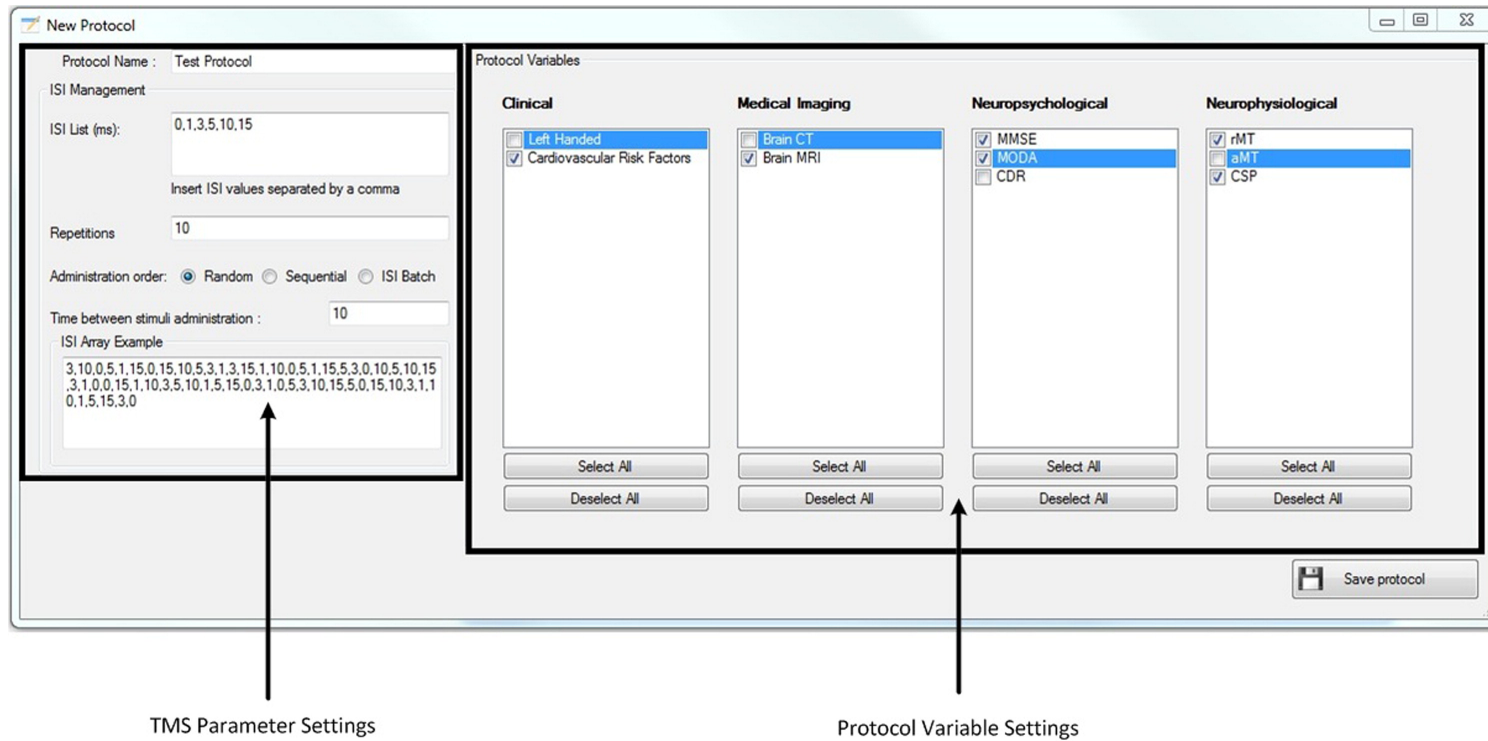 New Protocol
Protocol Name : Test Protocol
ISI Management
ISI List (ms): 0,1,3,5,10,15
Insert ISI values separated by a comma
Repetitions 10
Administration order: Random Sequential ISI Batch
Time between stimuli administration : 10
ISI Array Example
3,10,0,5,1,15,0,15,10,5,3,1,3,15,1,10,0,5,1,15,5,3,0,10,5,10,15
,3,1,0,0,15,1,10,3,5,10,1,5,15,0,3,1,0,5,3,10,15,5,0,15,10,3,1,1
0,1,5,15,3,0
Protocol Variables
Clinical
Left Handed
Cardiovascular Risk Factors
Select All
Deselect All
Medical Imaging
Brain CT
Brain MRI
Select All
Deselect All
Neuropsychological
MMSE
MODA
CDR
Select All
Deselect All
Neurophysiological
rMT
aMT
CSP
Select All
Deselect All
Save protocol
TMS Parameter Settings
Protocol Variable Settings